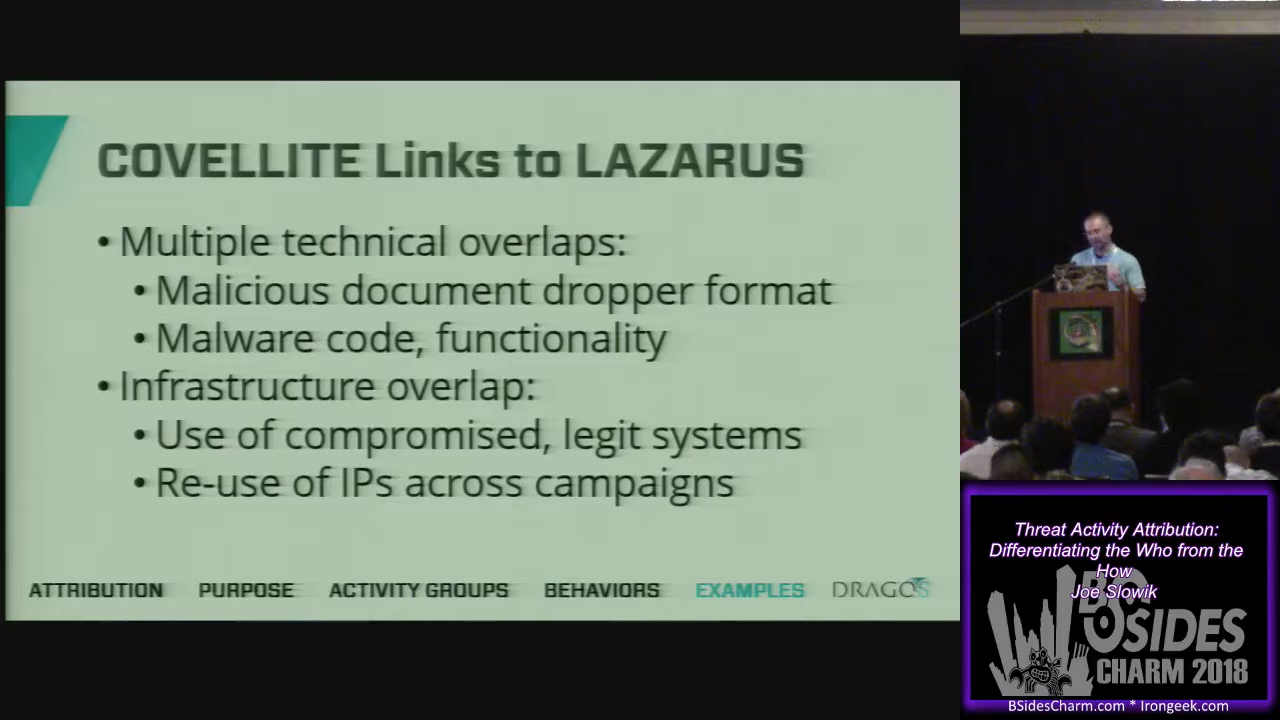 COVELLITE Links to LAZARUS
• Multiple technical overlaps:
• Malicious document dropper format
• Malware code, functionality
• Infrastructure overlap:
• Use of compromised, legit systems
• Re-use of IPs across campaigns
ATTRIBUTION PURPOSE ACTIVITY GROUPS BEHAVIORS EXAMPLES DRAGOS
Threat Activity Attribution:
Differentiating the Who from the
How
Joe Slowik
BSIDES
CHARM 2018
BSidesCharm.com * Irongeek.com